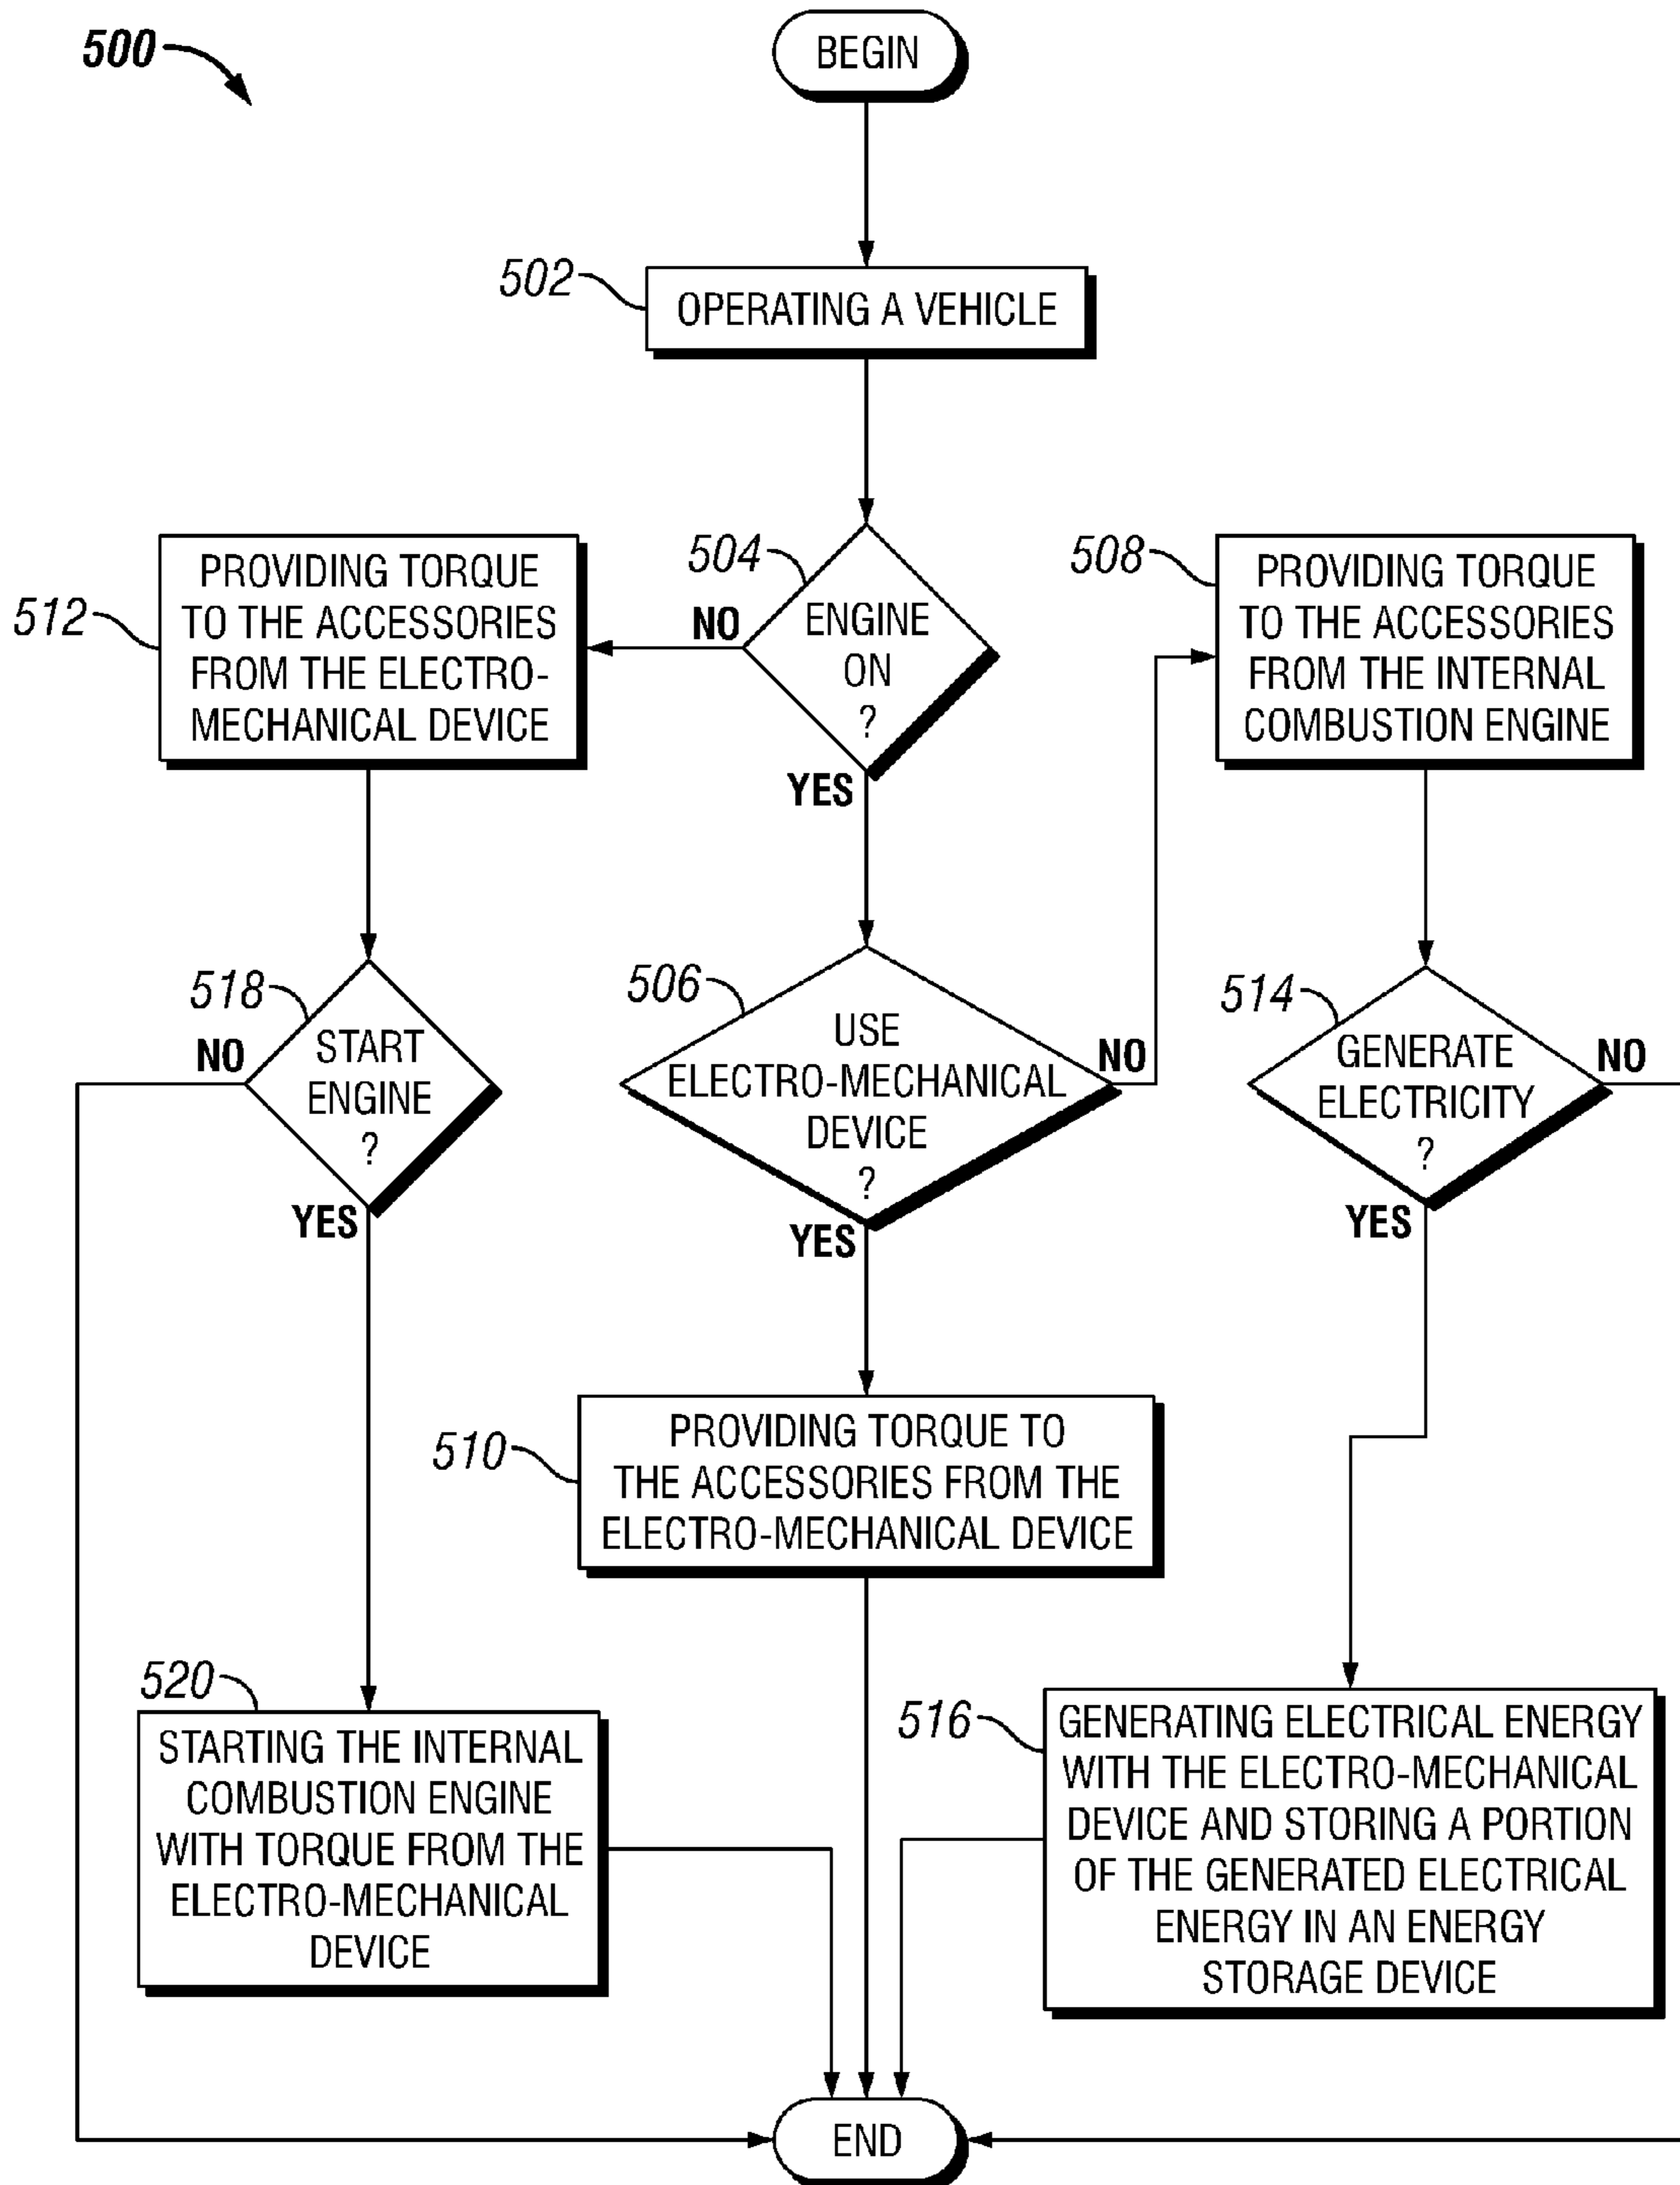 500
BEGIN
502
OPERATING A VEHICLE
504
ENGINE
ON
?
NO
YES
512
PROVIDING TORQUE
TO THE ACCESSORIES
FROM THE ELECTRO-
MECHANICAL DEVICE
508
PROVIDING TORQUE
TO THE ACCESSORIES
FROM THE INTERNAL
COMBUSTION ENGINE
518
START
ENGINE
?
NO
YES
506
USE
ELECTRO-MECHANICAL
DEVICE
?
NO
YES
514
GENERATE
ELECTRICITY
?
NO
YES
510
PROVIDING TORQUE TO
THE ACCESSORIES FROM THE
ELECTRO-MECHANICAL DEVICE
520
STARTING THE INTERNAL
COMBUSTION ENGINE
WITH TORQUE FROM THE
ELECTRO-MECHANICAL
DEVICE
516
GENERATING ELECTRICAL ENERGY
WITH THE ELECTRO-MECHANICAL
DEVICE AND STORING A PORTION
OF THE GENERATED ELECTRICAL
ENERGY IN AN ENERGY
STORAGE DEVICE
END